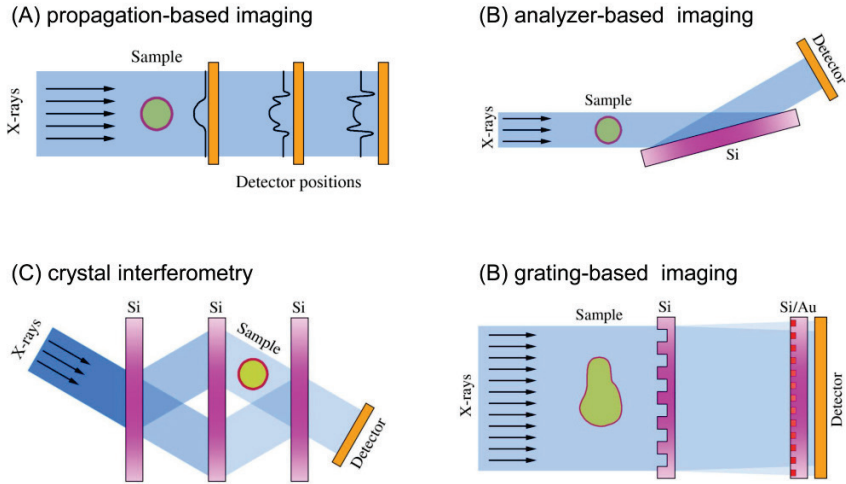 (A) propagation-based imaging
Sample
X-rays
Detector positions
(B) analyzer-based imaging
Detector
Sample
X-rays
Si
(C) crystal interferometry
Si
Si
Si
X-rays
Sample
Detector
(B) grating-based imaging
Sample
Si
Si/Au
X-rays
Detector